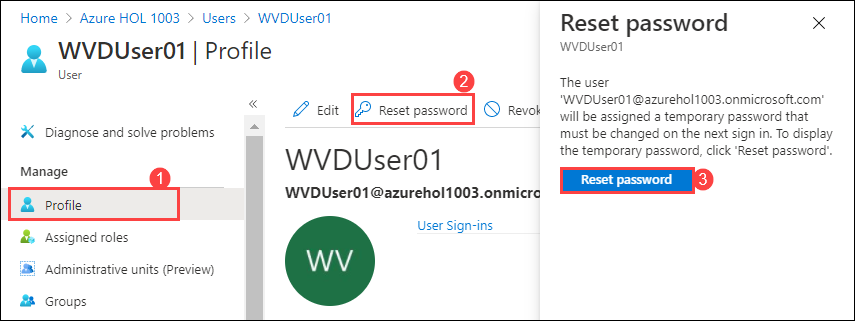 Home > Azure HOL 1003 > Users > WVDUser01
WVDUser01 | Profile
User
«
Diagnose and solve problems
Manage
1
Profile
Assigned roles
Administrative units (Preview)
Groups
2
Edit Reset password Revok
WVDUser01
WVDUser01@azurehol1003.onmicrosoft.com
User Sign-ins
WV
Reset password
WVDUser01
The user
'WVDUser01@azurehol1003.onmicrosoft.com'
will be assigned a temporary password that
must be changed on the next sign in. To display
the temporary password, click 'Reset password'.
Reset password 3